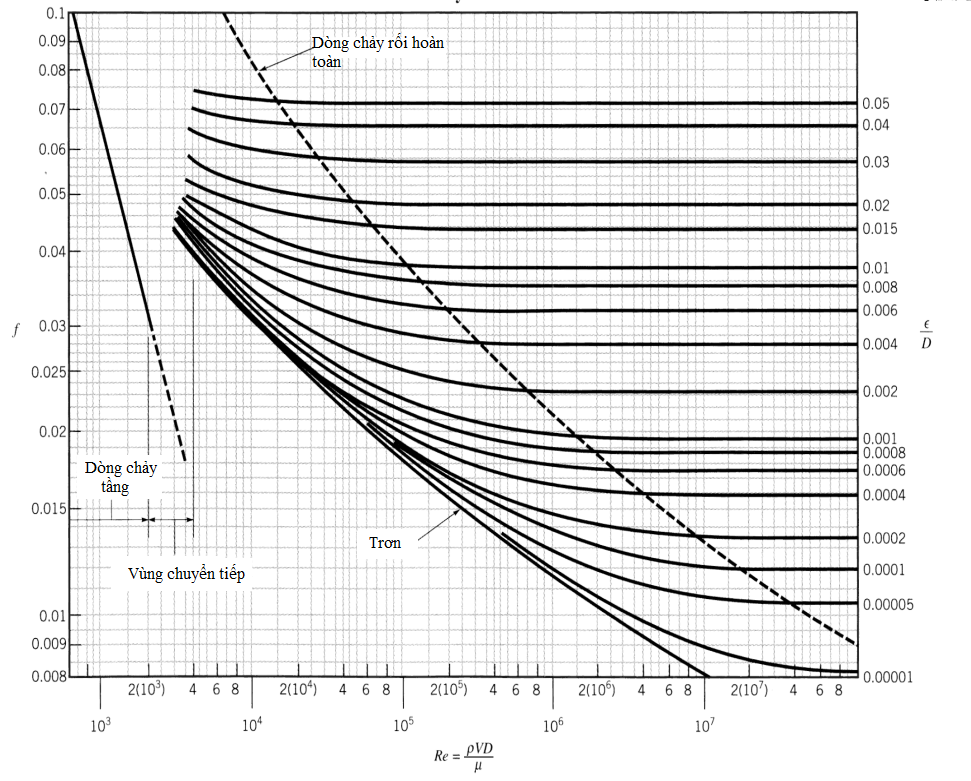 0.1
0.09
0.08
0.07
0.06
0.05
0.04
0.03
0.025
0.02
0.015
0.01
0.009
0.008
f
Dòng chảy rối hoàn
toàn
Dòng chảy
tầng
Vùng chuyển tiếp
Trơn
0.05
0.04
0.03
0.02
0.015
0.01
0.008
0.006
0.004
0.002
0.001
0.0008
0.0006
0.0004
0.0002
0.0001
0.00005
0.00001
ϵ
D
2(10³) 4 6 8 2(10⁴) 4 6 8 2(10⁵) 4 6 8 2(10⁶) 4 6 8 2(10⁷) 4 6 8
10³ 10⁴ 10⁵ 10⁶ 10⁷
Re = ρVD / μ